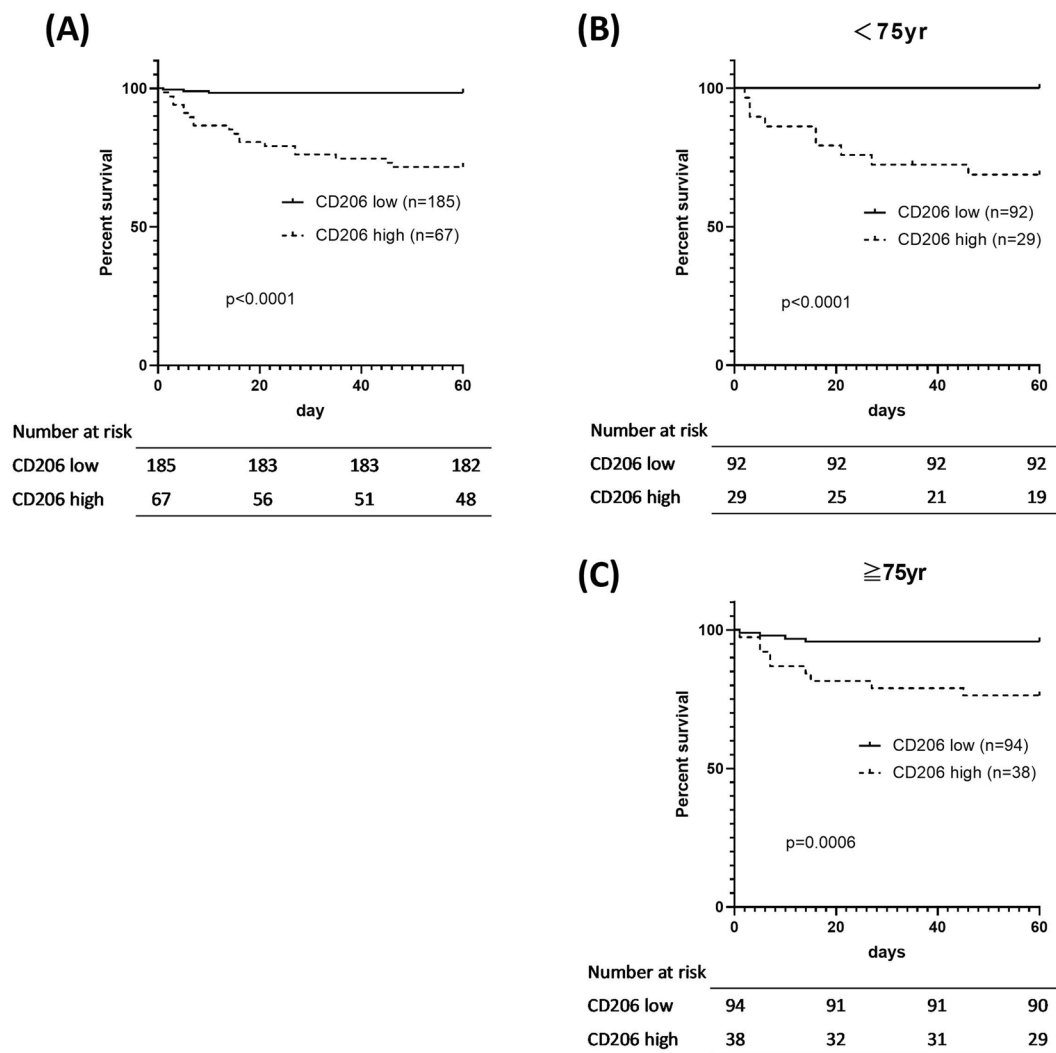 (A)
100
50
0
Percent survival
CD206 low (n=185)
CD206 high (n=67)
p<0.0001
0 20 40 60
day
Number at risk
CD206 low 185 183 183 182
CD206 high 67 56 51 48
(B)
<75yr
100
50
0
Percent survival
CD206 low (n=92)
CD206 high (n=29)
p<0.0001
0 20 40 60
days
Number at risk
CD206 low 92 92 92 92
CD206 high 29 25 21 19
(C)
≧75yr
100
50
0
Percent survival
CD206 low (n=94)
CD206 high (n=38)
p=0.0006
0 20 40 60
days
Number at risk
CD206 low 94 91 91 90
CD206 high 38 32 31 29